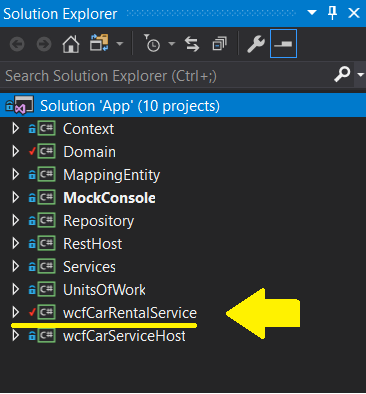 Solution Explorer
Search Solution Explorer (Ctrl+;)
Solution 'App' (10 projects)
C# Context
C# Domain
C# MappingEntity
C# MockConsole
C# Repository
C# RestHost
C# Services
C# UnitsOfWork
C# wcfCarRentalService
C# wcfCarServiceHost